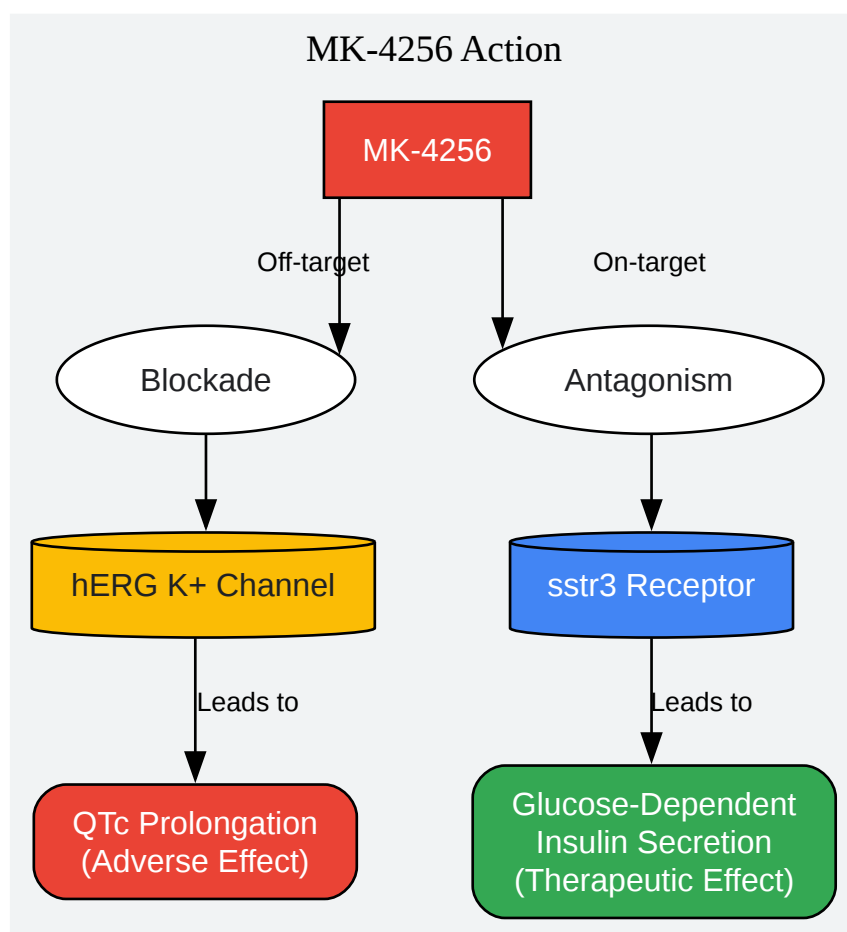 MK-4256 Action
MK-4256
Off-target
On-target
Blockade
Antagonism
hERG K+ Channel
sstr3 Receptor
Leads to
Leads to
QTc Prolongation
(Adverse Effect)
Glucose-Dependent
Insulin Secretion
(Therapeutic Effect)